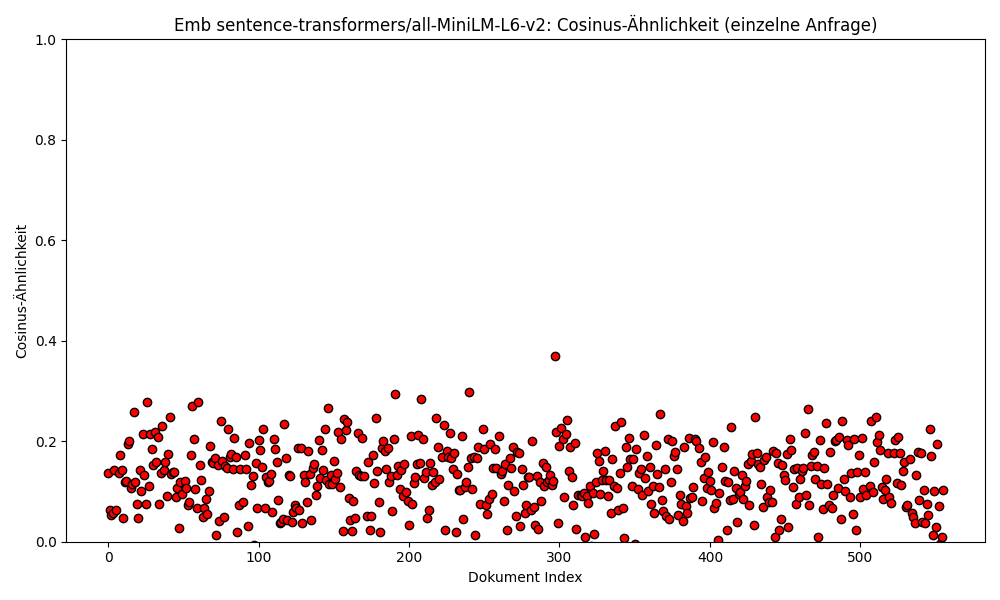 Emb sentence-transformers/all-MiniLM-L6-v2: Cosinus-Ähnlichkeit (einzelne Anfrage)
1.0
0.8
0.6
0.4
0.2
0.0
Cosinus-Ähnlichkeit
0 100 200 300 400 500
Dokument Index